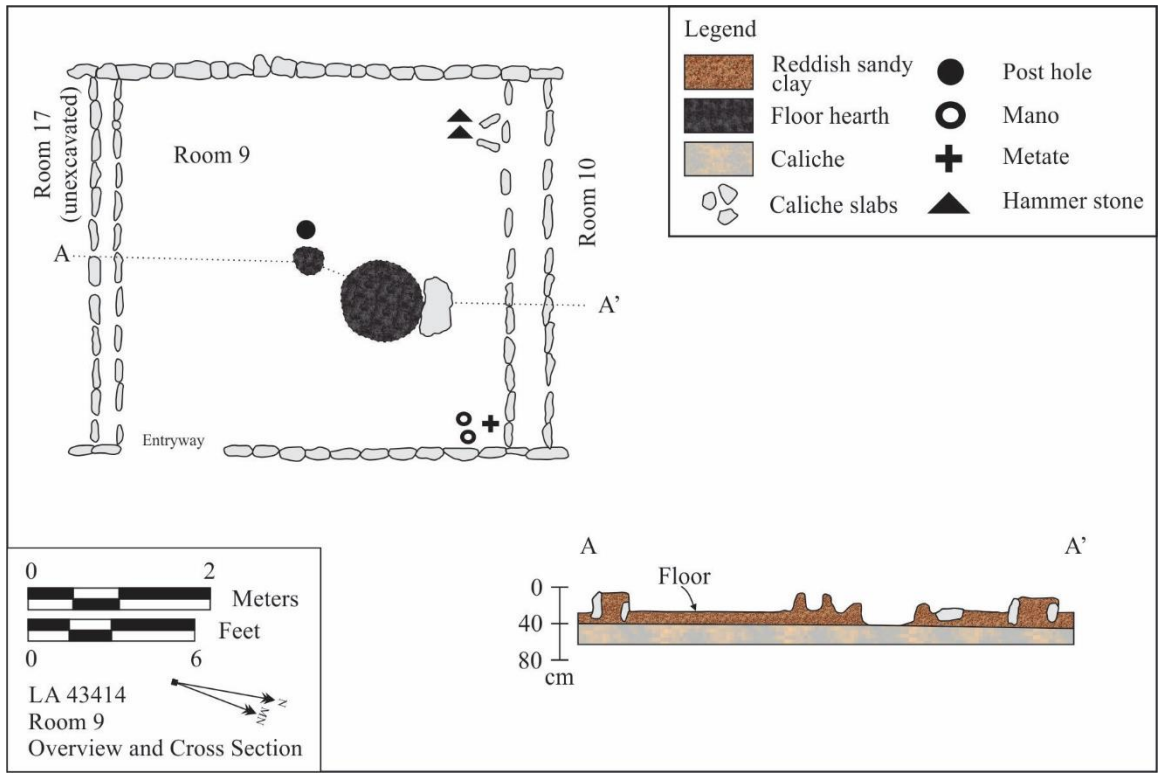 Room 17
(unexcavated)
Room 9
Room 10
A
A'
Entryway
Legend
Reddish sandy
clay
Floor hearth
Caliche
Caliche slabs
Post hole
Mano
Metate
Hammer stone
0 2
Meters
Feet
0 6
LA 43414
Room 9
Overview and Cross Section
N
MN
A A'
Floor
0
40
80
cm